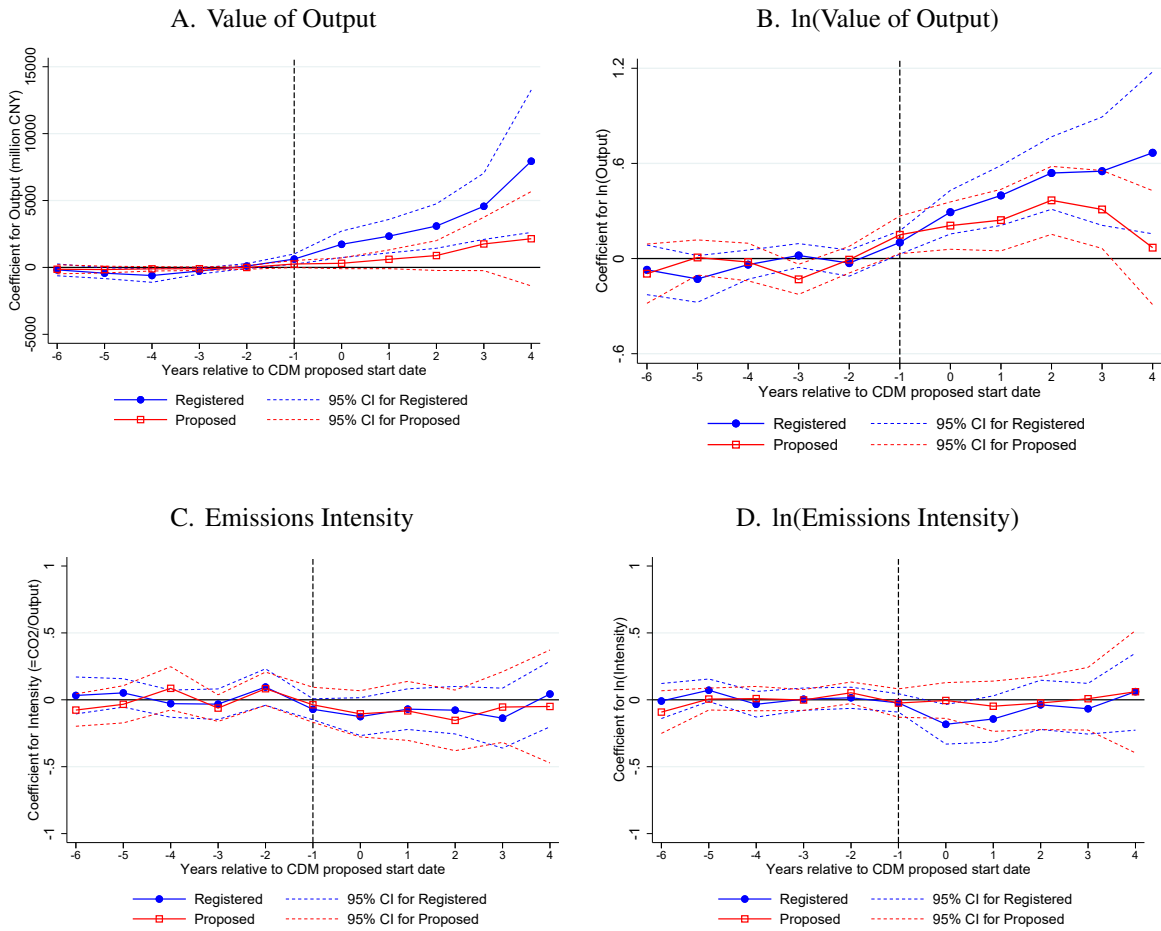 A. Value of Output
Coefficient for Output (million CNY)
15000
10000
5000
0
-5000
-6 -5 -4 -3 -2 -1 0 1 2 3 4
Years relative to CDM proposed start date
Registered 95% CI for Registered
Proposed 95% CI for Proposed
B. ln(Value of Output)
Coefficient for ln(Output)
1.2
.6
0
-.6
-6 -5 -4 -3 -2 -1 0 1 2 3 4
Years relative to CDM proposed start date
Registered 95% CI for Registered
Proposed 95% CI for Proposed
C. Emissions Intensity
Coefficient for Intensity (=CO2/Output)
1
.5
0
-.5
-1
-6 -5 -4 -3 -2 -1 0 1 2 3 4
Years relative to CDM proposed start date
Registered 95% CI for Registered
Proposed 95% CI for Proposed
D. ln(Emissions Intensity)
Coefficient for ln(Intensity)
1
.5
0
-.5
-1
-6 -5 -4 -3 -2 -1 0 1 2 3 4
Years relative to CDM proposed start date
Registered 95% CI for Registered
Proposed 95% CI for Proposed